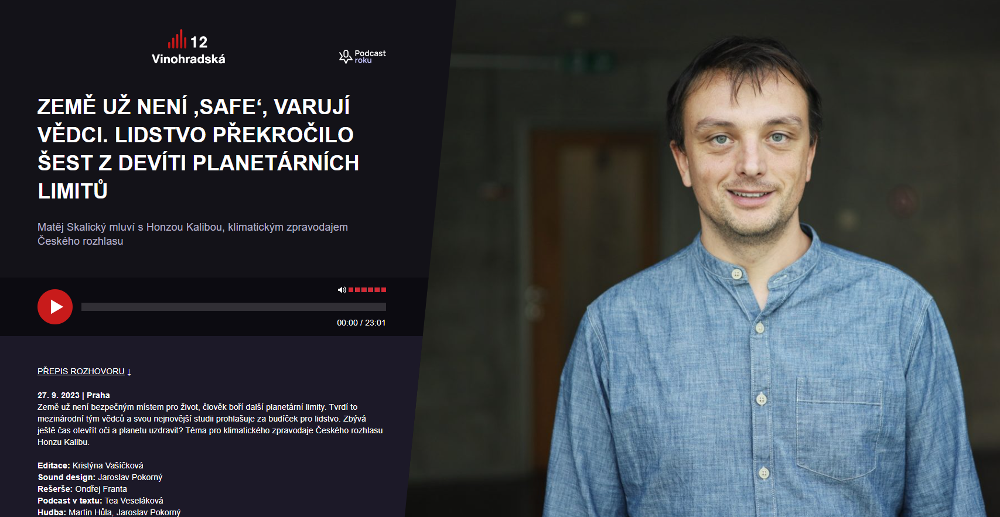 12
Vinohradská
Podcast
roku
ZEMĚ UŽ NENÍ ‚SAFE‘, VARUJÍ
VĚDCI. LIDSTVO PŘEKROČILO
ŠEST Z DEVÍTI PLANETÁRNÍCH
LIMITŮ
Matěj Skalický mluví s Honzou Kalibou, klimatickým zpravodajem
Českého rozhlasu
00:00 / 23:01
PŘEPIS ROZHOVORU ↓
27. 9. 2023 | Praha
Země už není bezpečným místem pro život, člověk boří další planetární limity. Tvrdí to
mezinárodní tým vědců a svou nejnovější studii prohlašuje za budíček pro lidstvo. Zbývá
ještě čas otevřít oči a planetu uzdravit? Téma pro klimatického zpravodaje Českého rozhlasu
Honzu Kalibu.
Editace: Kristýna Vašíčková
Sound design: Jaroslav Pokorný
Rešerše: Ondřej Franta
Podcast v textu: Tea Veseláková
Hudba: Martin Hůla, Jaroslav Pokorný